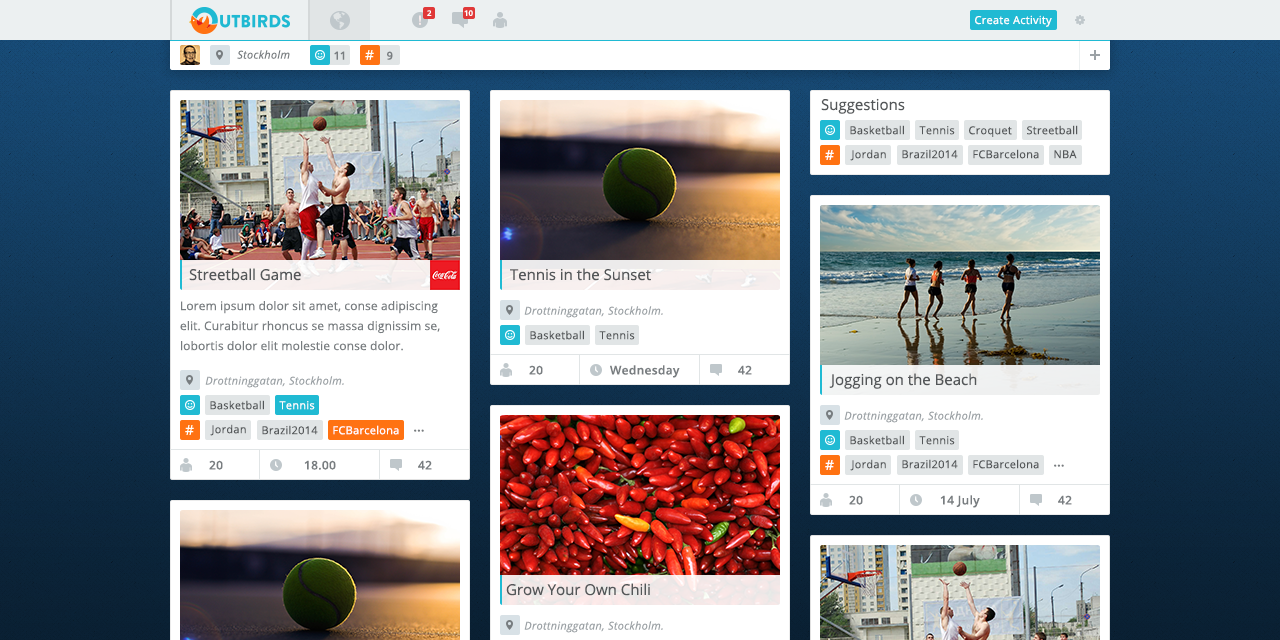 UTBIRDS
2
10
Create Activity
Stockholm
11
#
9
+
Streetball Game
Coca-Cola
Lorem ipsum dolor sit amet, conse adipiscing
elit. Curabitur rhoncus se massa dignissim se,
lobortis dolor elit molestie conse dolor.
Drottninggatan, Stockholm.
Basketball Tennis
# Jordan Brazil2014 FCBarcelona ...
20 18.00 42
Tennis in the Sunset
Drottninggatan, Stockholm.
Basketball Tennis
20 Wednesday 42
Grow Your Own Chili
Drottninggatan, Stockholm.
Suggestions
Basketball Tennis Croquet Streetball
# Jordan Brazil2014 FCBarcelona NBA
Jogging on the Beach
Drottninggatan, Stockholm.
Basketball Tennis
# Jordan Brazil2014 FCBarcelona ...
20 14 July 42